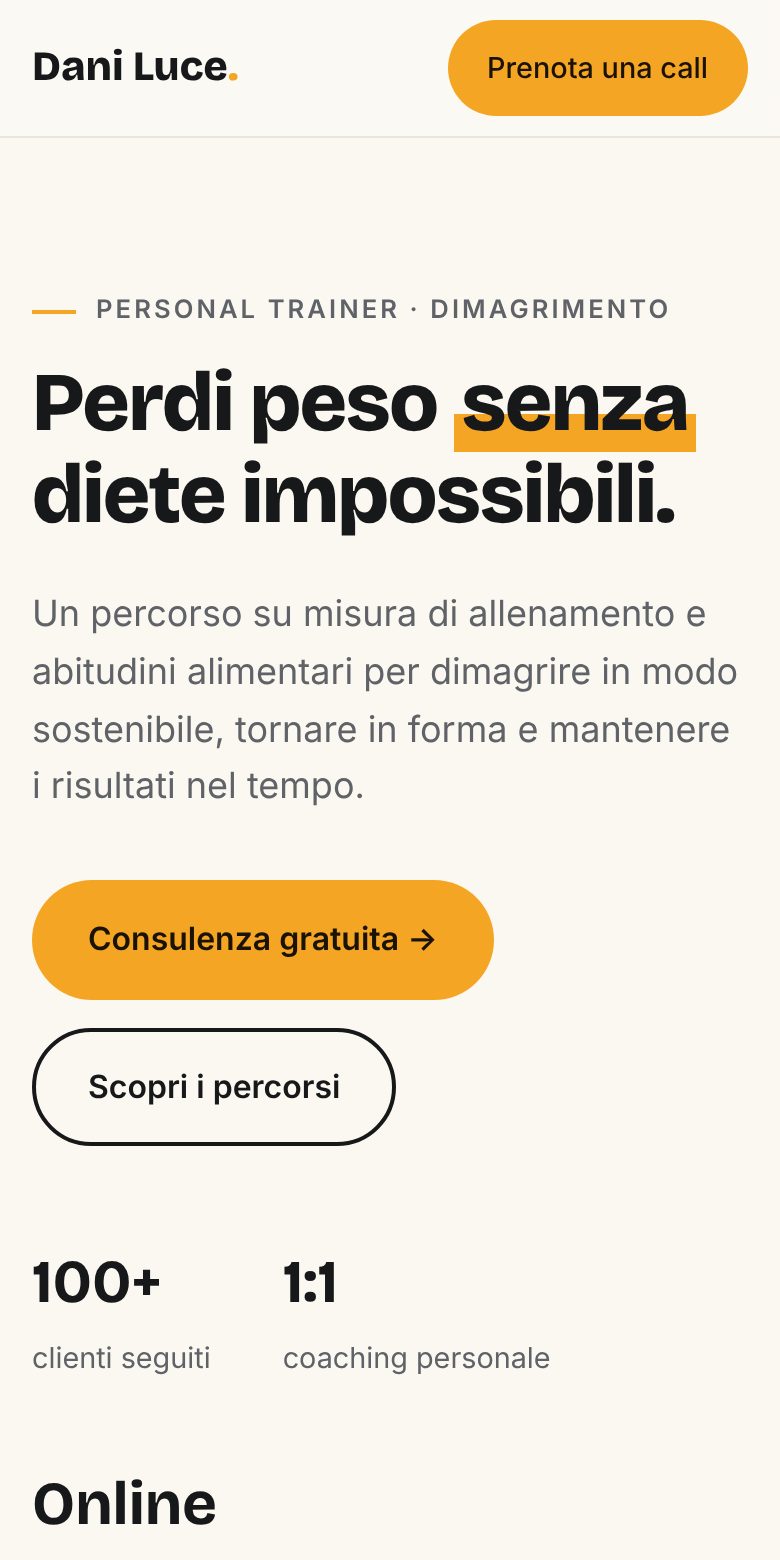 Dani Luce.
Prenota una call
PERSONAL TRAINER · DIMAGRIMENTO
Perdi peso senza
diete impossibili.
Un percorso su misura di allenamento e
abitudini alimentari per dimagrire in modo
sostenibile, tornare in forma e mantenere
i risultati nel tempo.
Consulenza gratuita →
Scopri i percorsi
100+
clienti seguiti
1:1
coaching personale
Online